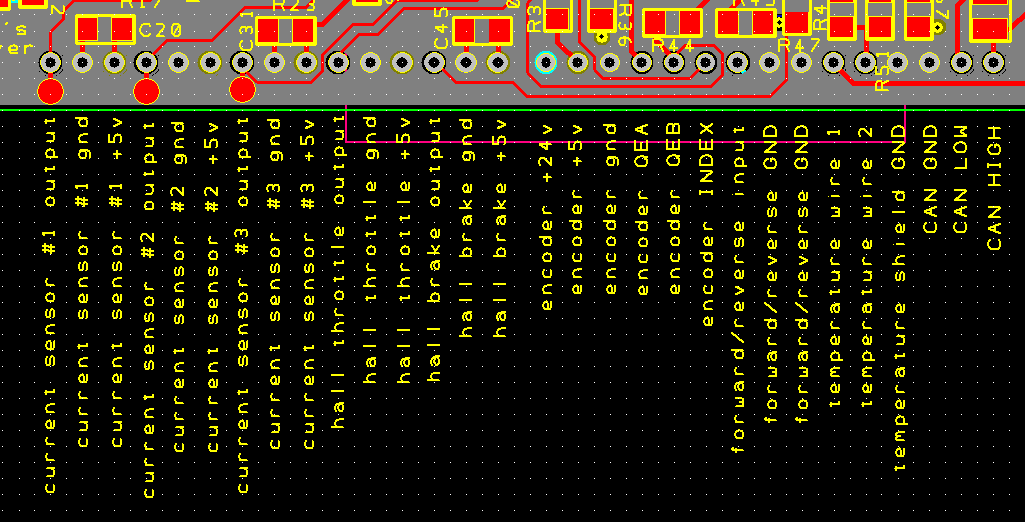 R17
R23
C20
C31
C45
R3
R36
R44
R47
R4
R51
's
er
current sensor #1 output
current sensor #1 gnd
current sensor #1 +5v
current sensor #2 output
current sensor #2 gnd
current sensor #2 +5v
current sensor #3 output
current sensor #3 gnd
current sensor #3 +5v
hall throttle output
hall throttle gnd
hall throttle +5v
hall brake output
hall brake gnd
hall brake +5v
encoder +24v
encoder +5v
encoder gnd
encoder QEA
encoder QEB
encoder INDEX
forward/reverse input
forward/reverse GND
forward/reverse GND
temperature wire 1
temperature wire 2
temperature shield GND
CAN GND
CAN LOW
CAN HIGH